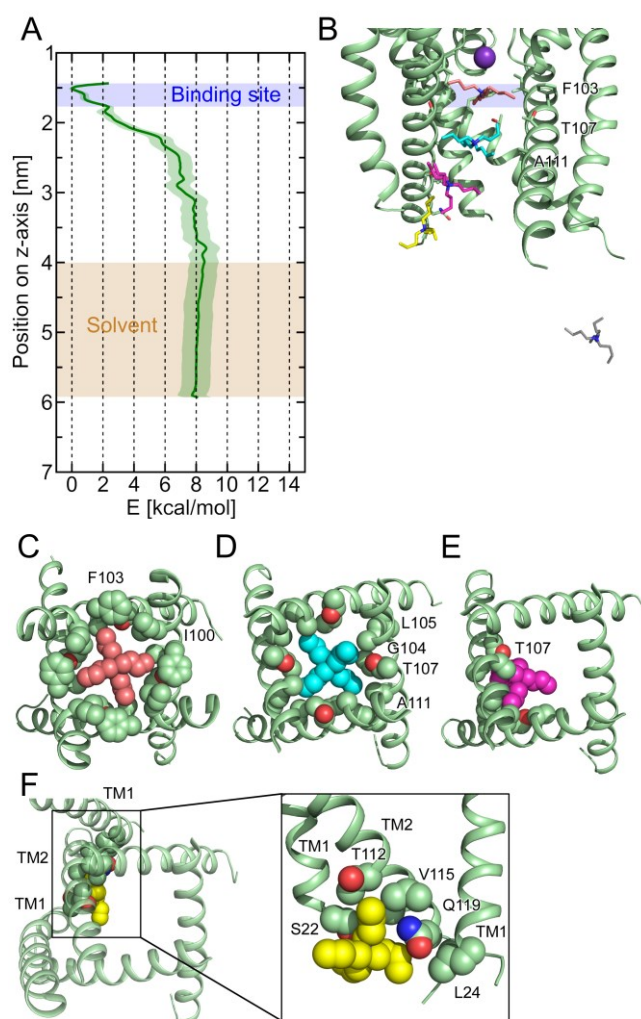 A
1
2
3
4
5
6
7
Position on z-axis [nm]
Binding site
Solvent
0 2 4 6 8 10 12 14
E [kcal/mol]
B
F103
T107
A111
C
F103
I100
D
L105
G104
T107
A111
E
T107
F
TM1
TM2
TM1
TM2
TM1
T112
V115
Q119
S22
TM1
L24